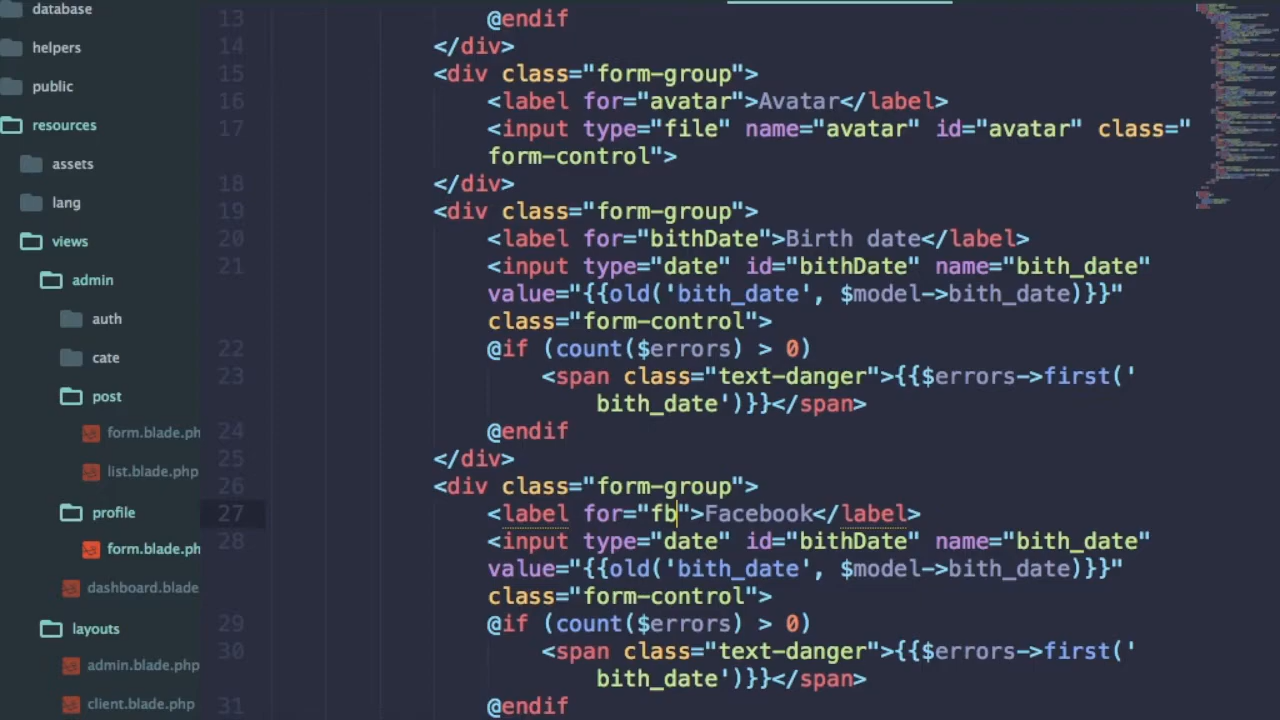 database
helpers
public
resources
assets
lang
views
admin
auth
cate
post
form.blade.ph
list.blade.php
profile
form.blade.ph
dashboard.blade
layouts
admin.blade.php
client.blade.php
13 @endif
14 </div>
15 <div class="form-group">
16 <label for="avatar">Avatar</label>
17 <input type="file" name="avatar" id="avatar" class="
form-control">
18 </div>
19 <div class="form-group">
20 <label for="bithDate">Birth date</label>
21 <input type="date" id="bithDate" name="bith_date"
value="{{old('bith_date', $model->bith_date)}}"
class="form-control">
22 @if (count($errors) > 0)
23 <span class="text-danger">{{$errors->first('
bith_date')}}</span>
24 @endif
25 </div>
26 <div class="form-group">
27 <label for="fb">Facebook</label>
28 <input type="date" id="bithDate" name="bith_date"
value="{{old('bith_date', $model->bith_date)}}"
class="form-control">
29 @if (count($errors) > 0)
30 <span class="text-danger">{{$errors->first('
bith_date')}}</span>
31 @endif